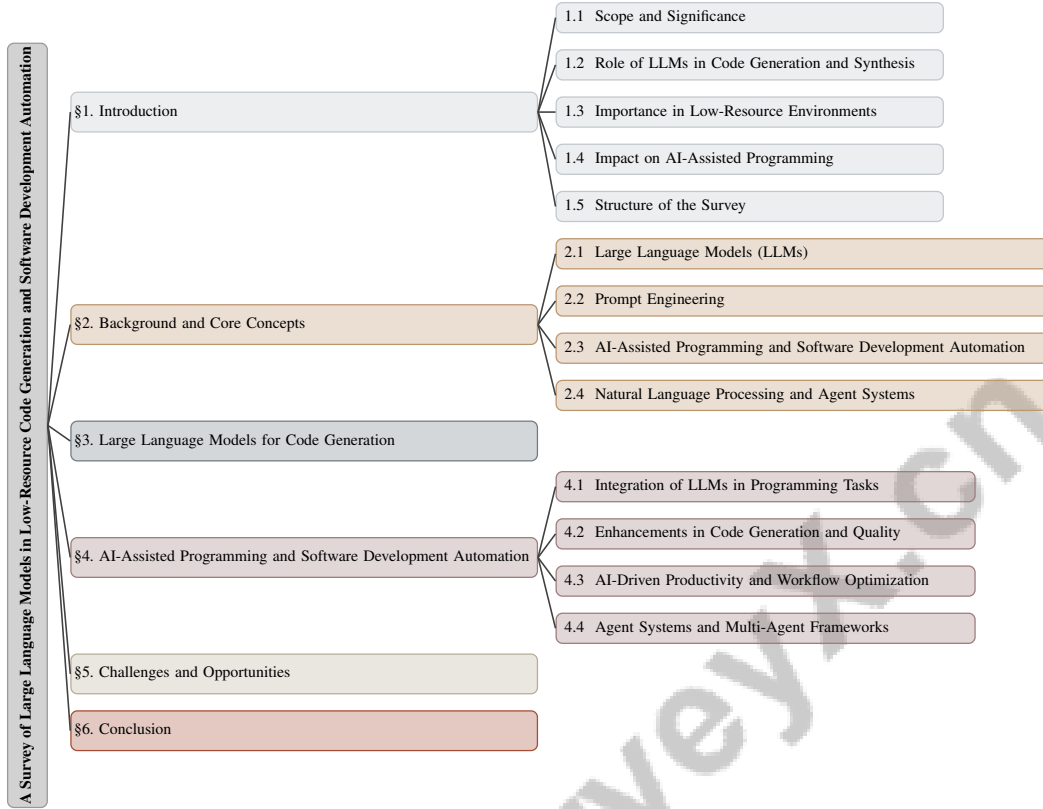 A Survey of Large Language Models in Low-Resource Code Generation and Software Development Automation
§1. Introduction
1.1 Scope and Significance
1.2 Role of LLMs in Code Generation and Synthesis
1.3 Importance in Low-Resource Environments
1.4 Impact on AI-Assisted Programming
1.5 Structure of the Survey
§2. Background and Core Concepts
2.1 Large Language Models (LLMs)
2.2 Prompt Engineering
2.3 AI-Assisted Programming and Software Development Automation
2.4 Natural Language Processing and Agent Systems
§3. Large Language Models for Code Generation
§4. AI-Assisted Programming and Software Development Automation
4.1 Integration of LLMs in Programming Tasks
4.2 Enhancements in Code Generation and Quality
4.3 AI-Driven Productivity and Workflow Optimization
4.4 Agent Systems and Multi-Agent Frameworks
§5. Challenges and Opportunities
§6. Conclusion
veyx.cn